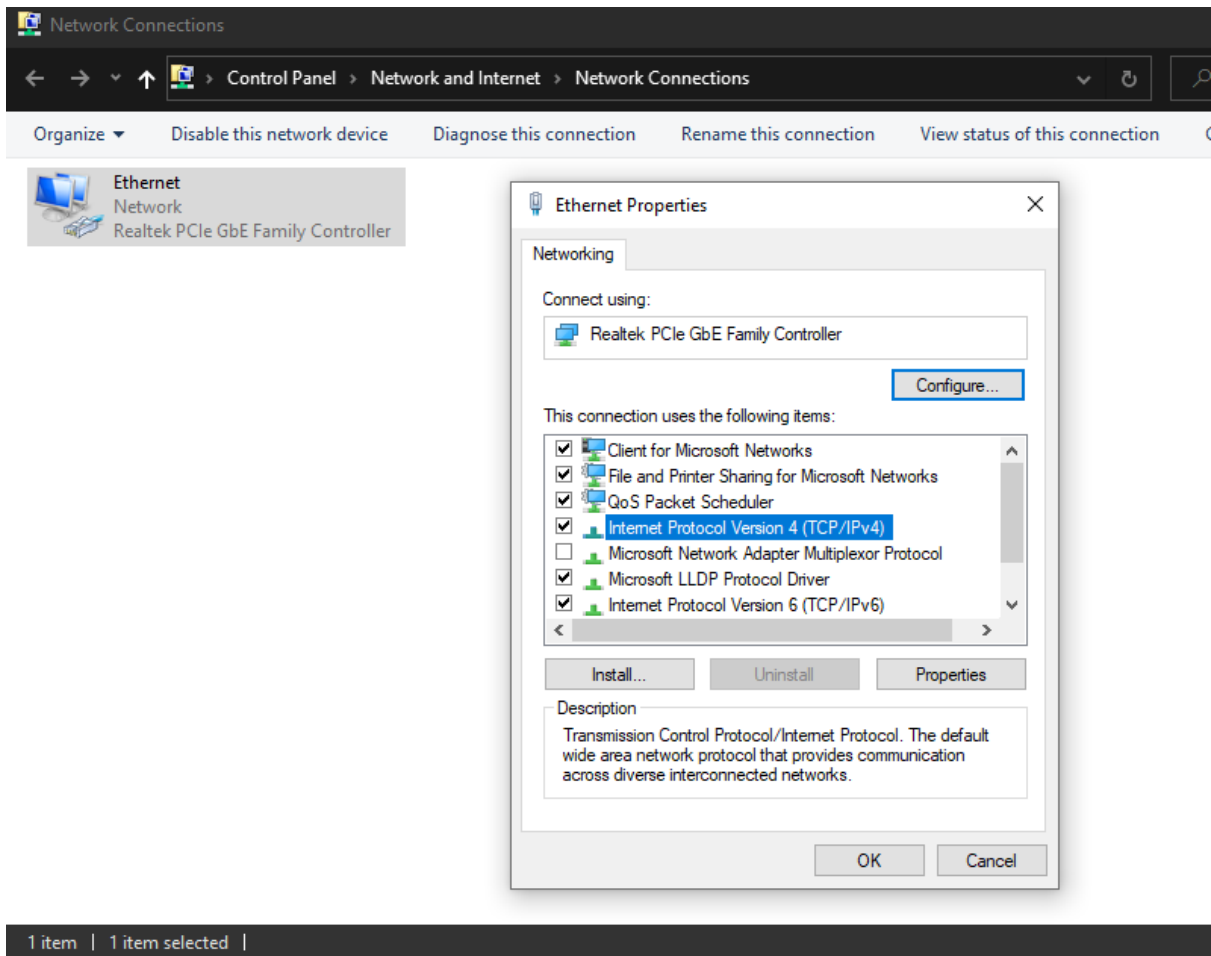 Network Connections
Control Panel > Network and Internet > Network Connections
Organize Disable this network device Diagnose this connection Rename this connection View status of this connection
Ethernet
Network
Realtek PCIe GbE Family Controller
Ethernet Properties
Networking
Connect using:
Realtek PCIe GbE Family Controller
Configure...
This connection uses the following items:
Client for Microsoft Networks
File and Printer Sharing for Microsoft Networks
QoS Packet Scheduler
Internet Protocol Version 4 (TCP/IPv4)
Microsoft Network Adapter Multiplexor Protocol
Microsoft LLDP Protocol Driver
Internet Protocol Version 6 (TCP/IPv6)
Install... Uninstall Properties
Description
Transmission Control Protocol/Internet Protocol. The default
wide area network protocol that provides communication
across diverse interconnected networks.
OK Cancel
1 item | 1 item selected |